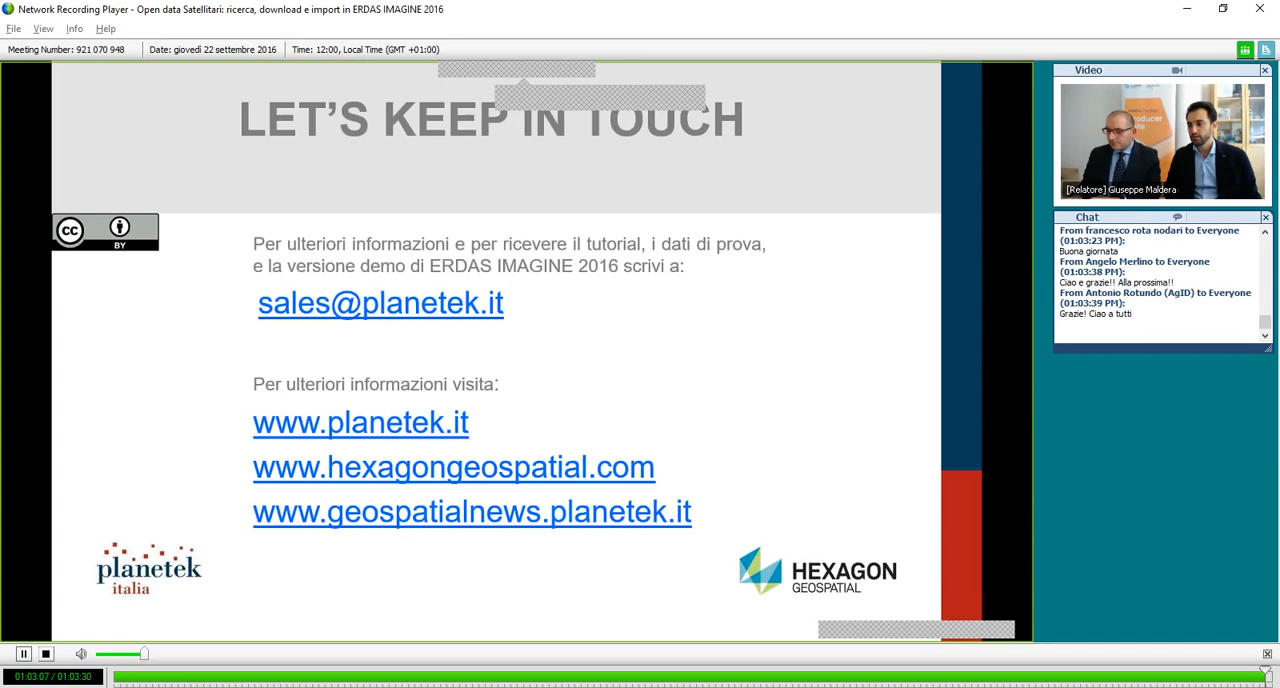 Network Recording Player - Open data Satellitari: ricerca, download e import in ERDAS IMAGINE 2016
File View Info Help
Meeting Number: 921 070 948 Date: giovedì 22 settembre 2016 Time: 12:00, Local Time (GMT +01:00)
LET'S KEEP IN TOUCH
cc
BY
Per ulteriori informazioni e per ricevere il tutorial, i dati di prova,
e la versione demo di ERDAS IMAGINE 2016 scrivi a:
sales@planetek.it
Per ulteriori informazioni visita:
www.planetek.it
www.hexagongeospatial.com
www.geospatialnews.planetek.it
planetek
italia
HEXAGON
GEOSPATIAL
Video
[Relatore] Giuseppe Maldera
Chat
From francesco rota nodari to Everyone
(01:03:23 PM):
Buona giornata
From Angelo Merlino to Everyone
(01:03:38 PM):
Ciao e grazie!! Alla prossima!!
From Antonio Rotundo (AgID) to Everyone
(01:03:39 PM):
Grazie! Ciao a tutti
01:03:07 / 01:03:30